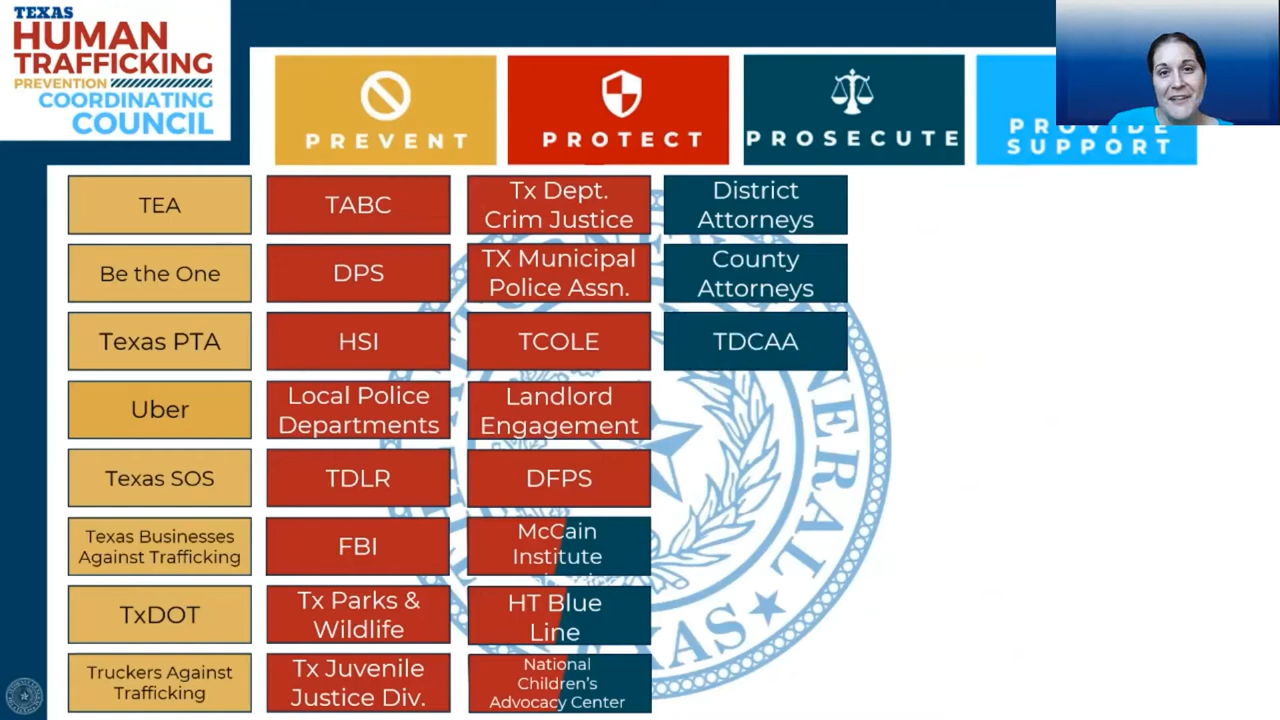 TEXAS
HUMAN
TRAFFICKING
PREVENTION
COORDINATING
COUNCIL
PREVENT
PROTECT
PROSECUTE
PROVIDE
SUPPORT
TEA
TABC
Tx Dept.
Crim Justice
District
Attorneys
Be the One
DPS
TX Municipal
Police Assn.
County
Attorneys
Texas PTA
HSI
TCOLE
TDCAA
Uber
Local Police
Departments
Landlord
Engagement
Texas SOS
TDLR
DFPS
Texas Businesses
Against Trafficking
FBI
McCain
Institute
TxDOT
Tx Parks &
Wildlife
HT Blue
Line
Truckers Against
Trafficking
Tx Juvenile
Justice Div.
National
Children's
Advocacy Center